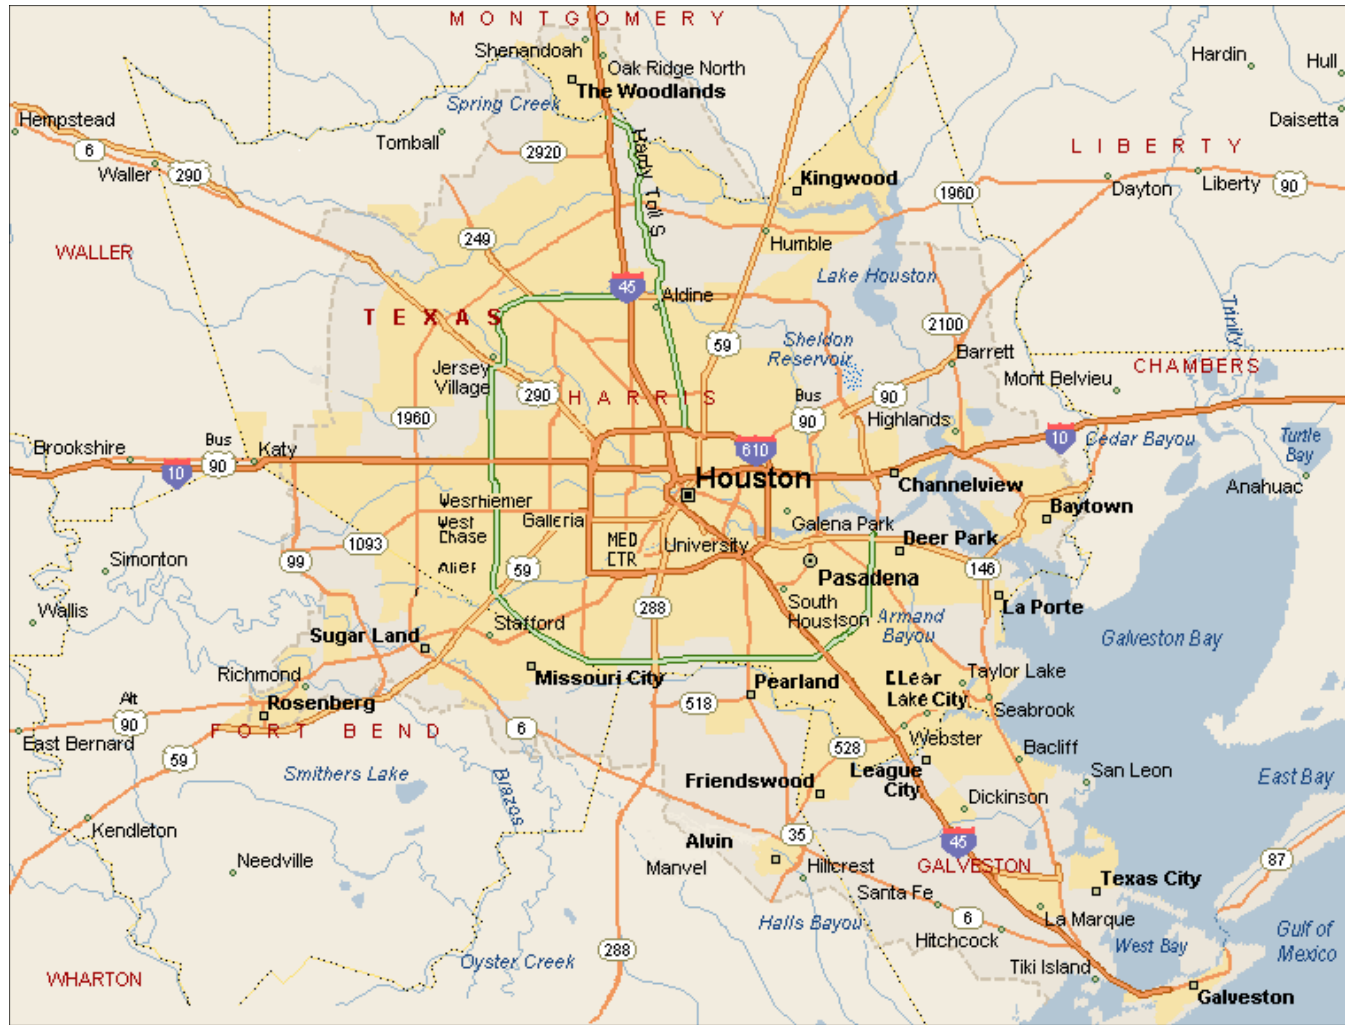 MONTGOMERY
Shenandoah
Oak Ridge North
The Woodlands
Hardin
Hull
Spring Creek
Daisetta
Hempstead
Tomball
Hardy Toll S
6
2920
LIBERTY
Waller
290
Kingwood
1960
Dayton
Liberty
90
249
Humble
WALLER
Lake Houston
45
Aldine
TEXAS
Trinity
59
2100
Sheldon
Reservoir
Barrett
Jersey
Village
Mont Belvieu
CHAMBERS
290
HARRIS
Bus
90
90
1960
Highlands
Brookshire
Bus
90
Katy
10
610
10
Cedar Bayou
Turtle
Bay
Houston
Channelview
Anahuac
Westhiemer
West
Chase
Galleria
Galena Park
Baytown
1093
MED
CTR
University
Deer Park
Simonton
99
Alief
59
Pasadena
146
Wallis
288
South
Houston
La Porte
Stafford
Armand
Bayou
Sugar Land
Galveston Bay
Richmond
Missouri City
Pearland
CLear
Lake City
Taylor Lake
Alt
90
Rosenberg
518
Seabrook
East Bernard
FORT BEND
6
Webster
59
528
Bacliff
Smithers Lake
Brazos
Friendswood
League
City
San Leon
East Bay
Dickinson
Kendleton
35
Alvin
45
87
Needville
Manvel
Hillcrest
GALVESTON
Texas City
Santa Fe
La Marque
Halls Bayou
6
Hitchcock
West Bay
Gulf of
Mexico
288
Oyster Creek
Tiki Island
WHARTON
Galveston